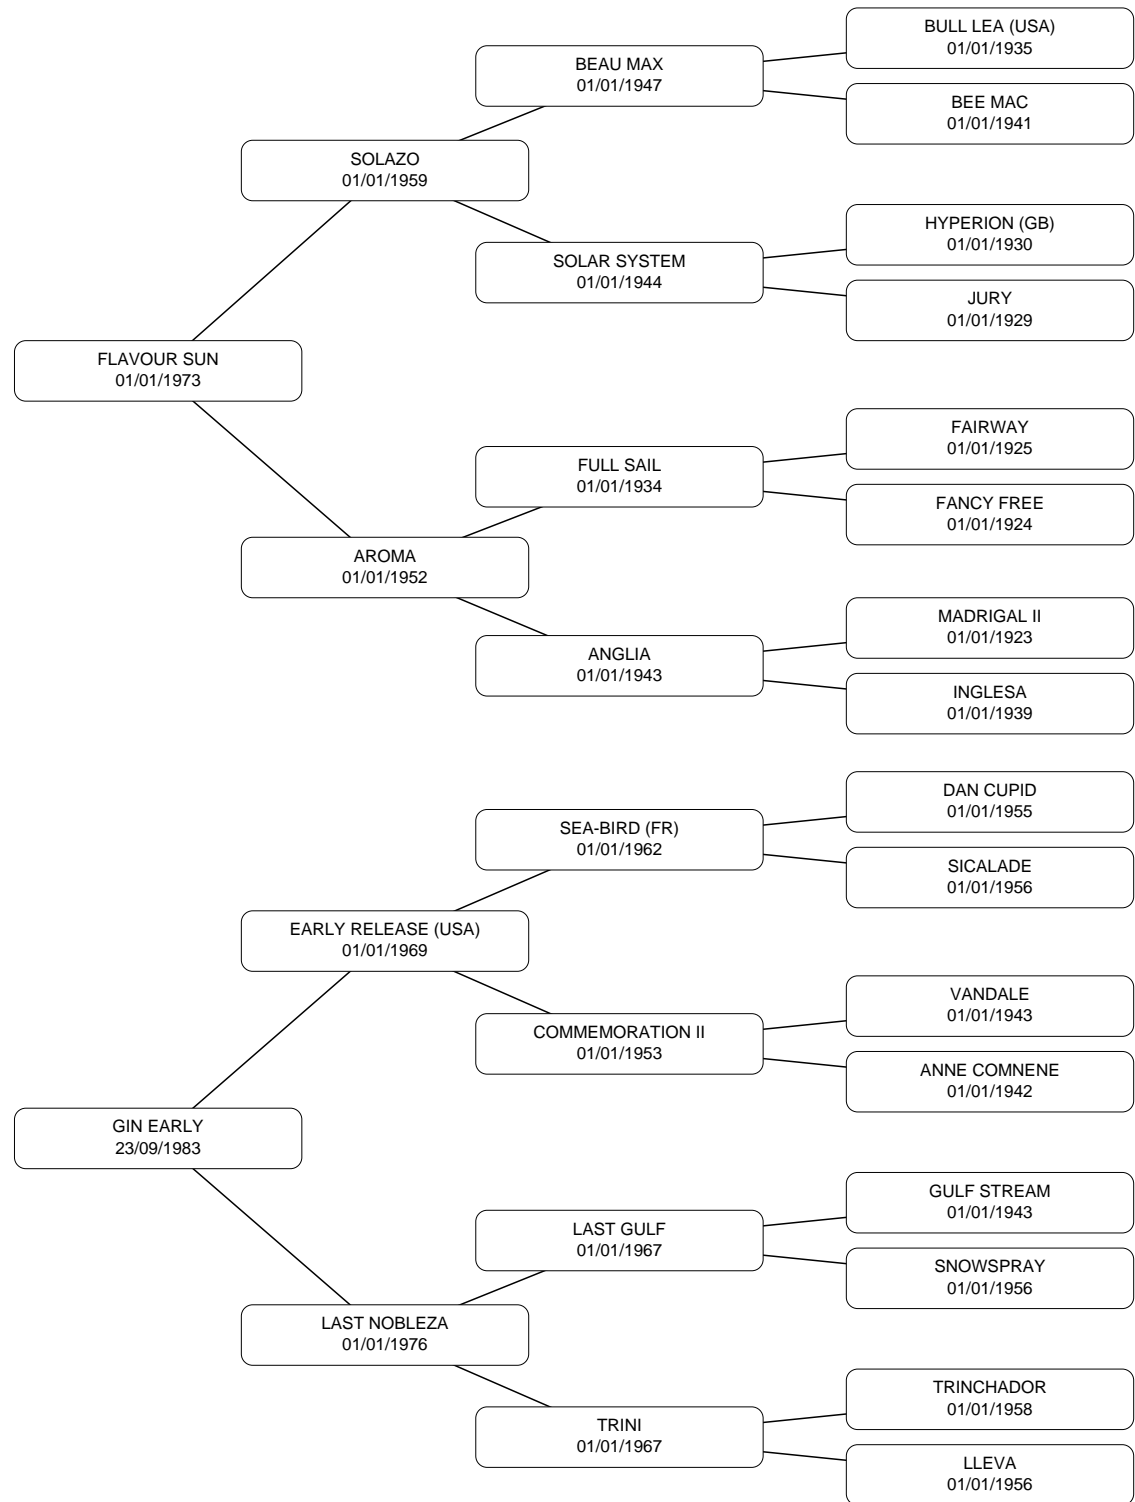 BULL LEA (USA)
01/01/1935
BEAU MAX
01/01/1947
BEE MAC
01/01/1941
SOLAZO
01/01/1959
HYPERION (GB)
01/01/1930
SOLAR SYSTEM
01/01/1944
JURY
01/01/1929
FLAVOUR SUN
01/01/1973
FAIRWAY
01/01/1925
FULL SAIL
01/01/1934
FANCY FREE
01/01/1924
AROMA
01/01/1952
MADRIGAL II
01/01/1923
ANGLIA
01/01/1943
INGLESA
01/01/1939
DAN CUPID
01/01/1955
SEA-BIRD (FR)
01/01/1962
SICALADE
01/01/1956
EARLY RELEASE (USA)
01/01/1969
VANDALE
01/01/1943
COMMEMORATION II
01/01/1953
ANNE COMNENE
01/01/1942
GIN EARLY
23/09/1983
GULF STREAM
01/01/1943
LAST GULF
01/01/1967
SNOWSPRAY
01/01/1956
LAST NOBLEZA
01/01/1976
TRINCHADOR
01/01/1958
TRINI
01/01/1967
LLEVA
01/01/1956